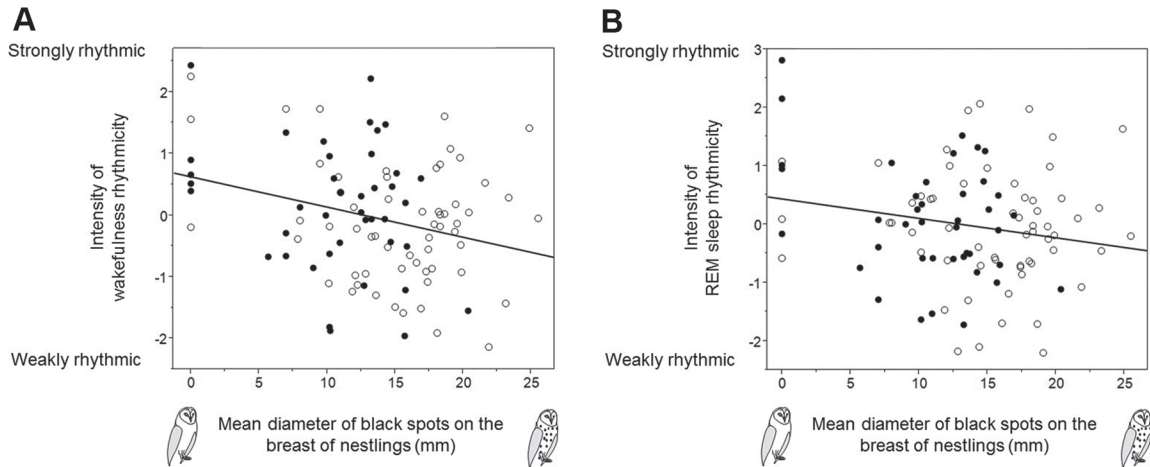 A
Strongly rhythmic
Intensity of
wakefulness rhythmicity
2
1
0
-1
-2
Weakly rhythmic
0 5 10 15 20 25
Mean diameter of black spots on the
breast of nestlings (mm)
B
Strongly rhythmic
Intensity of
REM sleep rhythmicity
3
2
1
0
-1
-2
Weakly rhythmic
0 5 10 15 20 25
Mean diameter of black spots on the
breast of nestlings (mm)